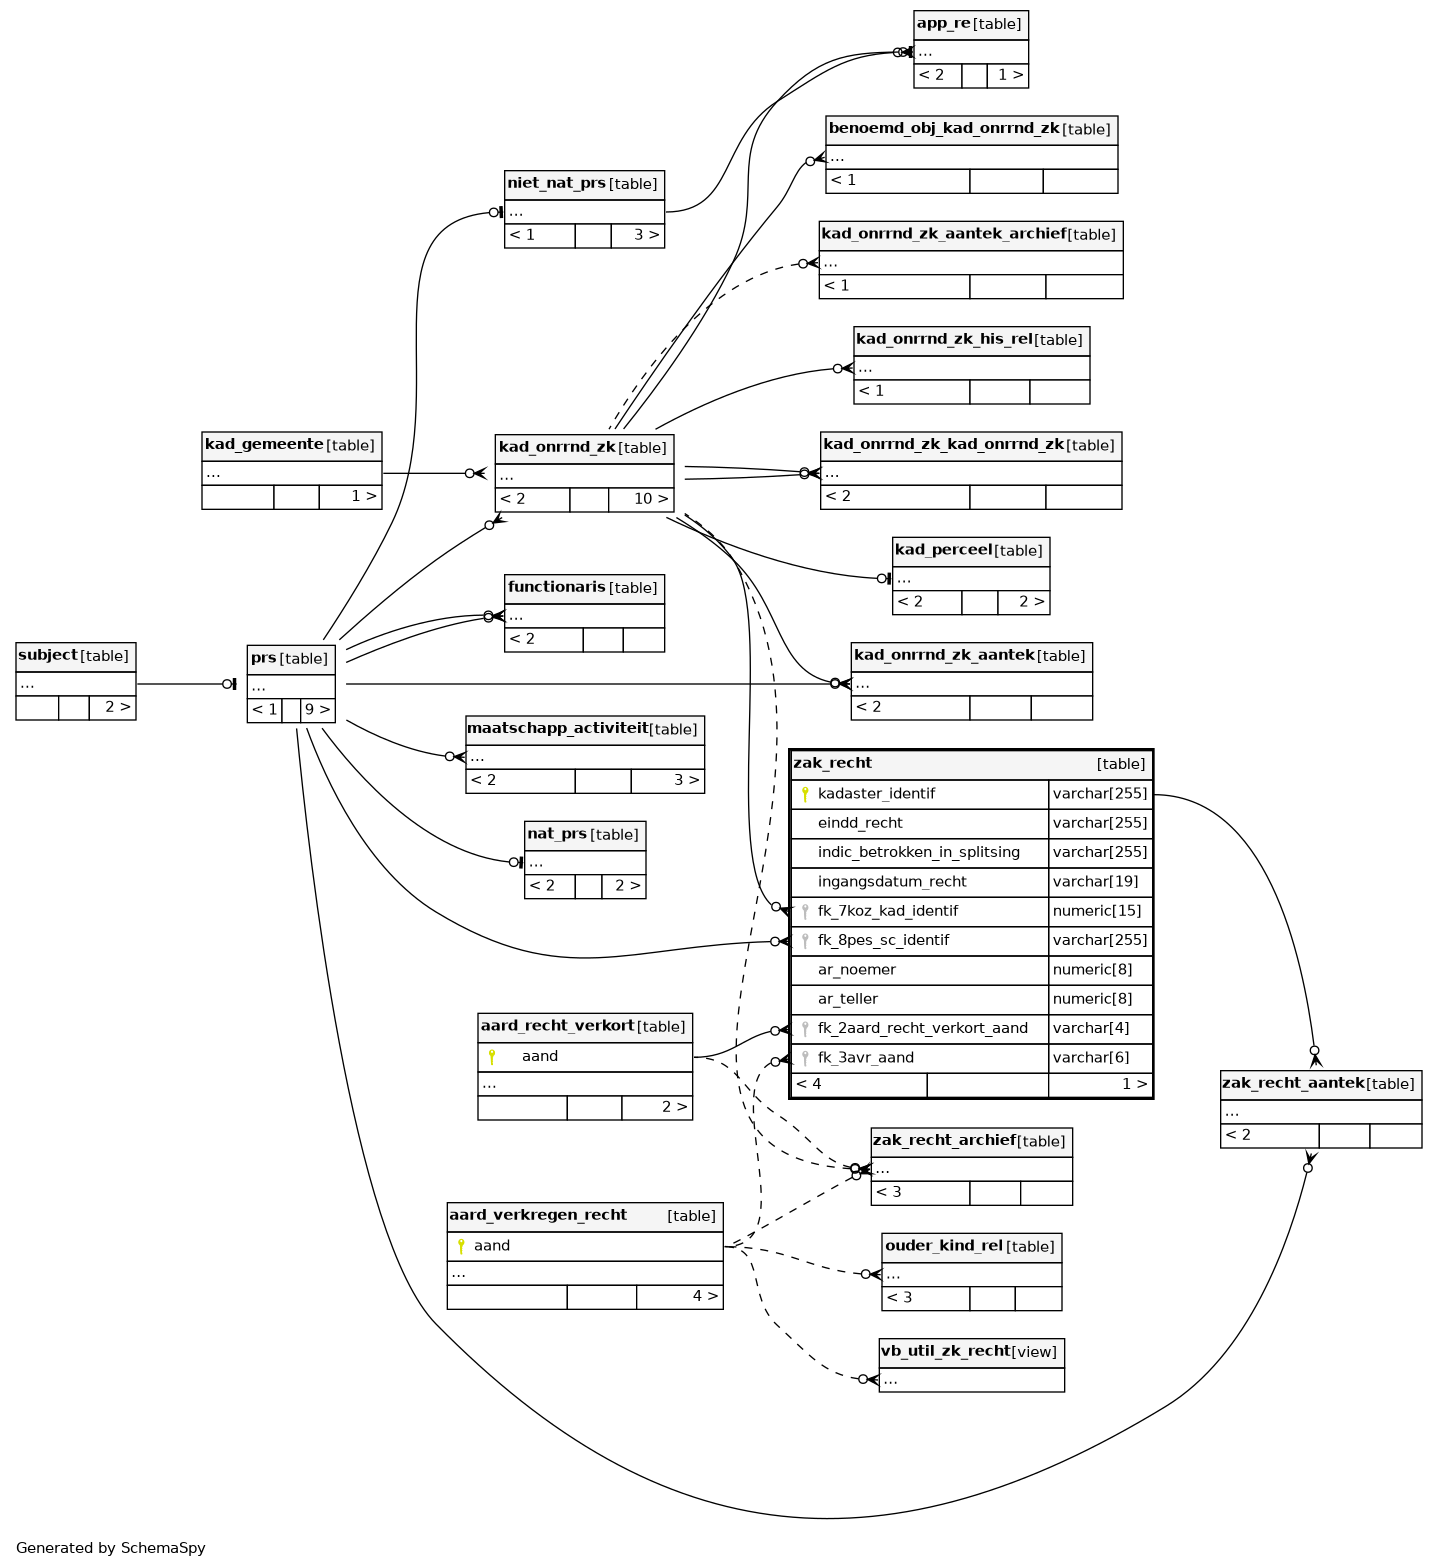 app_re [table]
...
< 2 1 >
benoemd_obj_kad_onrrnd_zk [table]
...
< 1
niet_nat_prs [table]
...
< 1 3 >
kad_onrrnd_zk_aantek_archief [table]
...
< 1
kad_onrrnd_zk_his_rel [table]
...
< 1
kad_gemeente [table]
...
1 >
kad_onrrnd_zk [table]
...
< 2 10 >
kad_onrrnd_zk_kad_onrrnd_zk [table]
...
< 2
kad_perceel [table]
...
< 2 2 >
functionaris [table]
...
< 2
subject [table]
...
2 >
prs [table]
...
< 1 9 >
kad_onrrnd_zk_aantek [table]
...
< 2
maatschapp_activiteit [table]
...
< 2 3 >
nat_prs [table]
...
< 2 2 >
zak_recht [table]
kadaster_identif varchar[255]
eindd_recht varchar[255]
indic_betrokken_in_splitsing varchar[255]
ingangsdatum_recht varchar[19]
fk_7koz_kad_identif numeric[15]
fk_8pes_sc_identif varchar[255]
ar_noemer numeric[8]
ar_teller numeric[8]
fk_2aard_recht_verkort_aand varchar[4]
fk_3avr_aand varchar[6]
< 4 1 >
aard_recht_verkort [table]
aand
...
2 >
zak_recht_aantek [table]
...
< 2
zak_recht_archief [table]
...
< 3
aard_verkregen_recht [table]
aand
...
4 >
ouder_kind_rel [table]
...
< 3
vb_util_zk_recht [view]
...
Generated by SchemaSpy